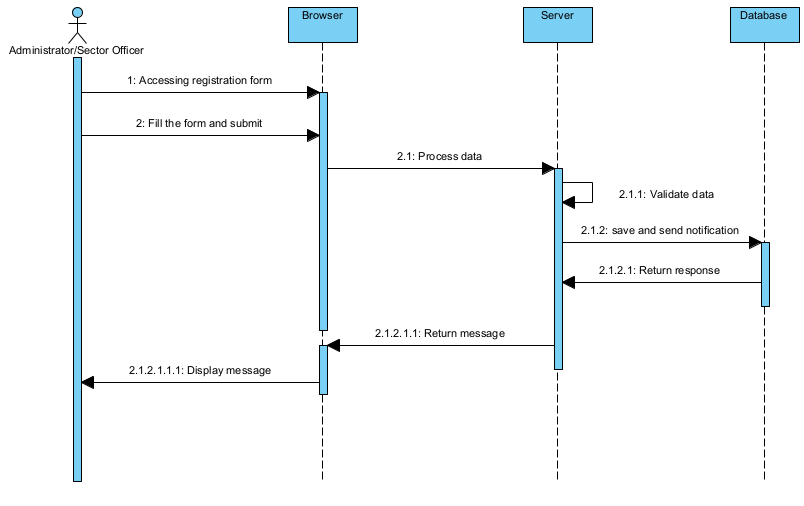 Browser
Server
Database
Administrator/Sector Officer
1: Accessing registration form
2: Fill the form and submit
2.1: Process data
2.1.1: Validate data
2.1.2: save and send notification
2.1.2.1: Return response
2.1.2.1.1: Return message
2.1.2.1.1.1: Display message